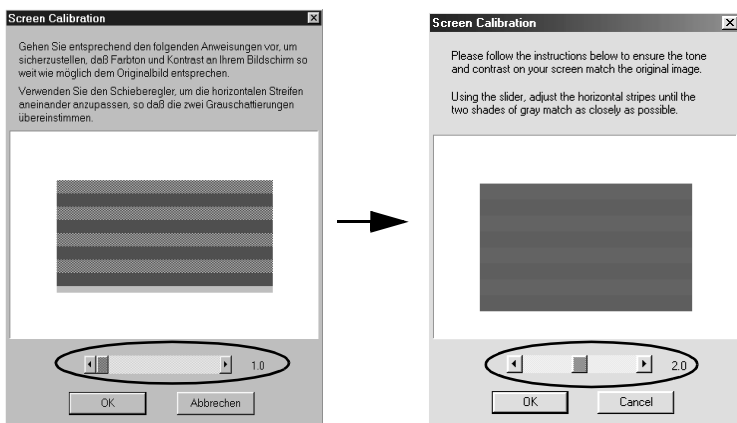 Screen Calibration
Gehen Sie entsprechend den folgenden Anweisungen vor, um
sicherzustellen, daß Farbton und Kontrast an Ihrem Bildschirm so
weit wie möglich dem Originalbild entsprechen.
Verwenden Sie den Schieberegler, um die horizontalen Streifen
aneinander anzupassen, so daß die zwei Grauschattierungen
übereinstimmen.
1.0
OK
Abbrechen
Screen Calibration
Please follow the instructions below to ensure the tone
and contrast on your screen match the original image.
Using the slider, adjust the horizontal stripes until the
two shades of gray match as closely as possible.
2.0
OK
Cancel